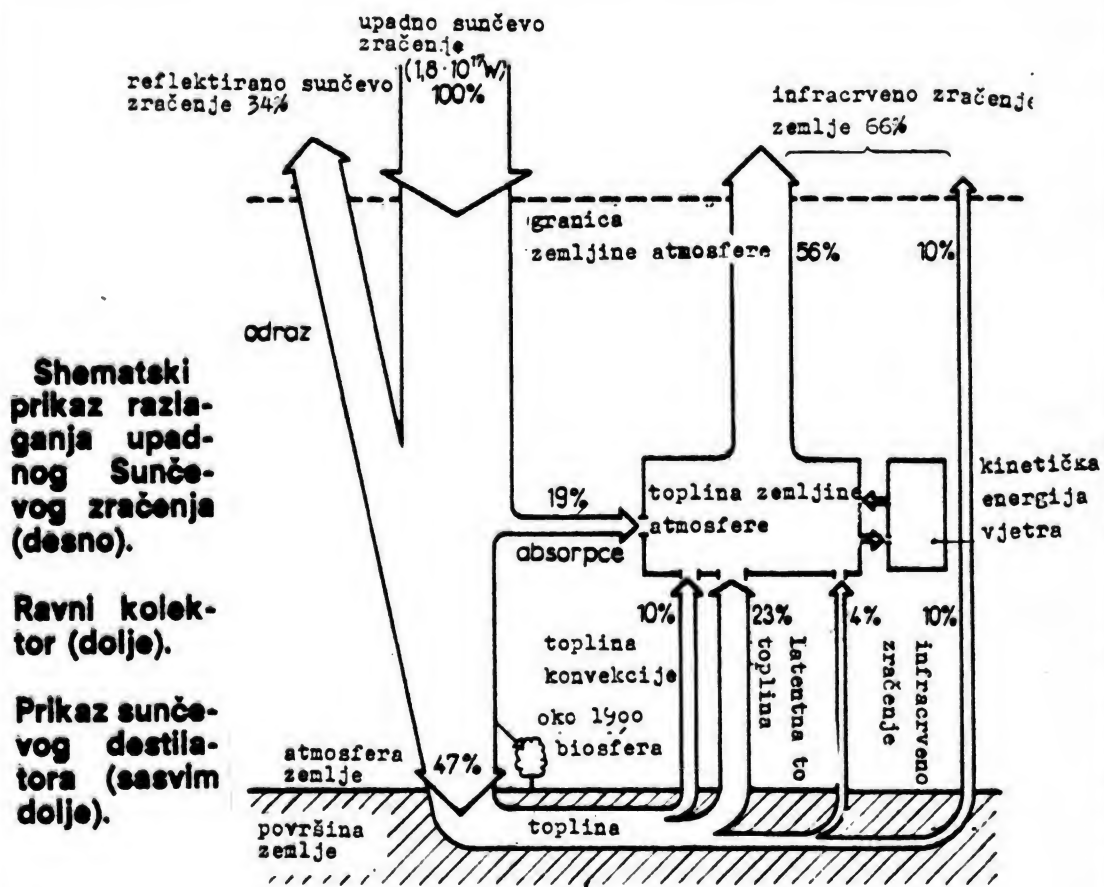 upadno sunčevo
zračenje
(1,8·10¹⁷W)
100%
reflektirano sunčevo
zračenje 34%
infracrveno zračenje
zemlje 66%
granica
zemljine atmosfere
56%
10%
odraz
Shematski
prikaz razla-
ganja upad-
nog Sunče-
vog zračenja
(desno).
Ravni kolek-
tor (dolje).
Prikaz sunče-
vog destila-
tora (sasvim
dolje).
19%
absorpce
toplina zemljine
atmosfere
kinetička
energija
vjetra
10%
23%
4%
10%
toplina
konvekcije
Latentna to
toplina
infracrveno
zračenje
oko 1900
biosfera
atmosfera
zemlje
47%
toplina
površina
zemlje